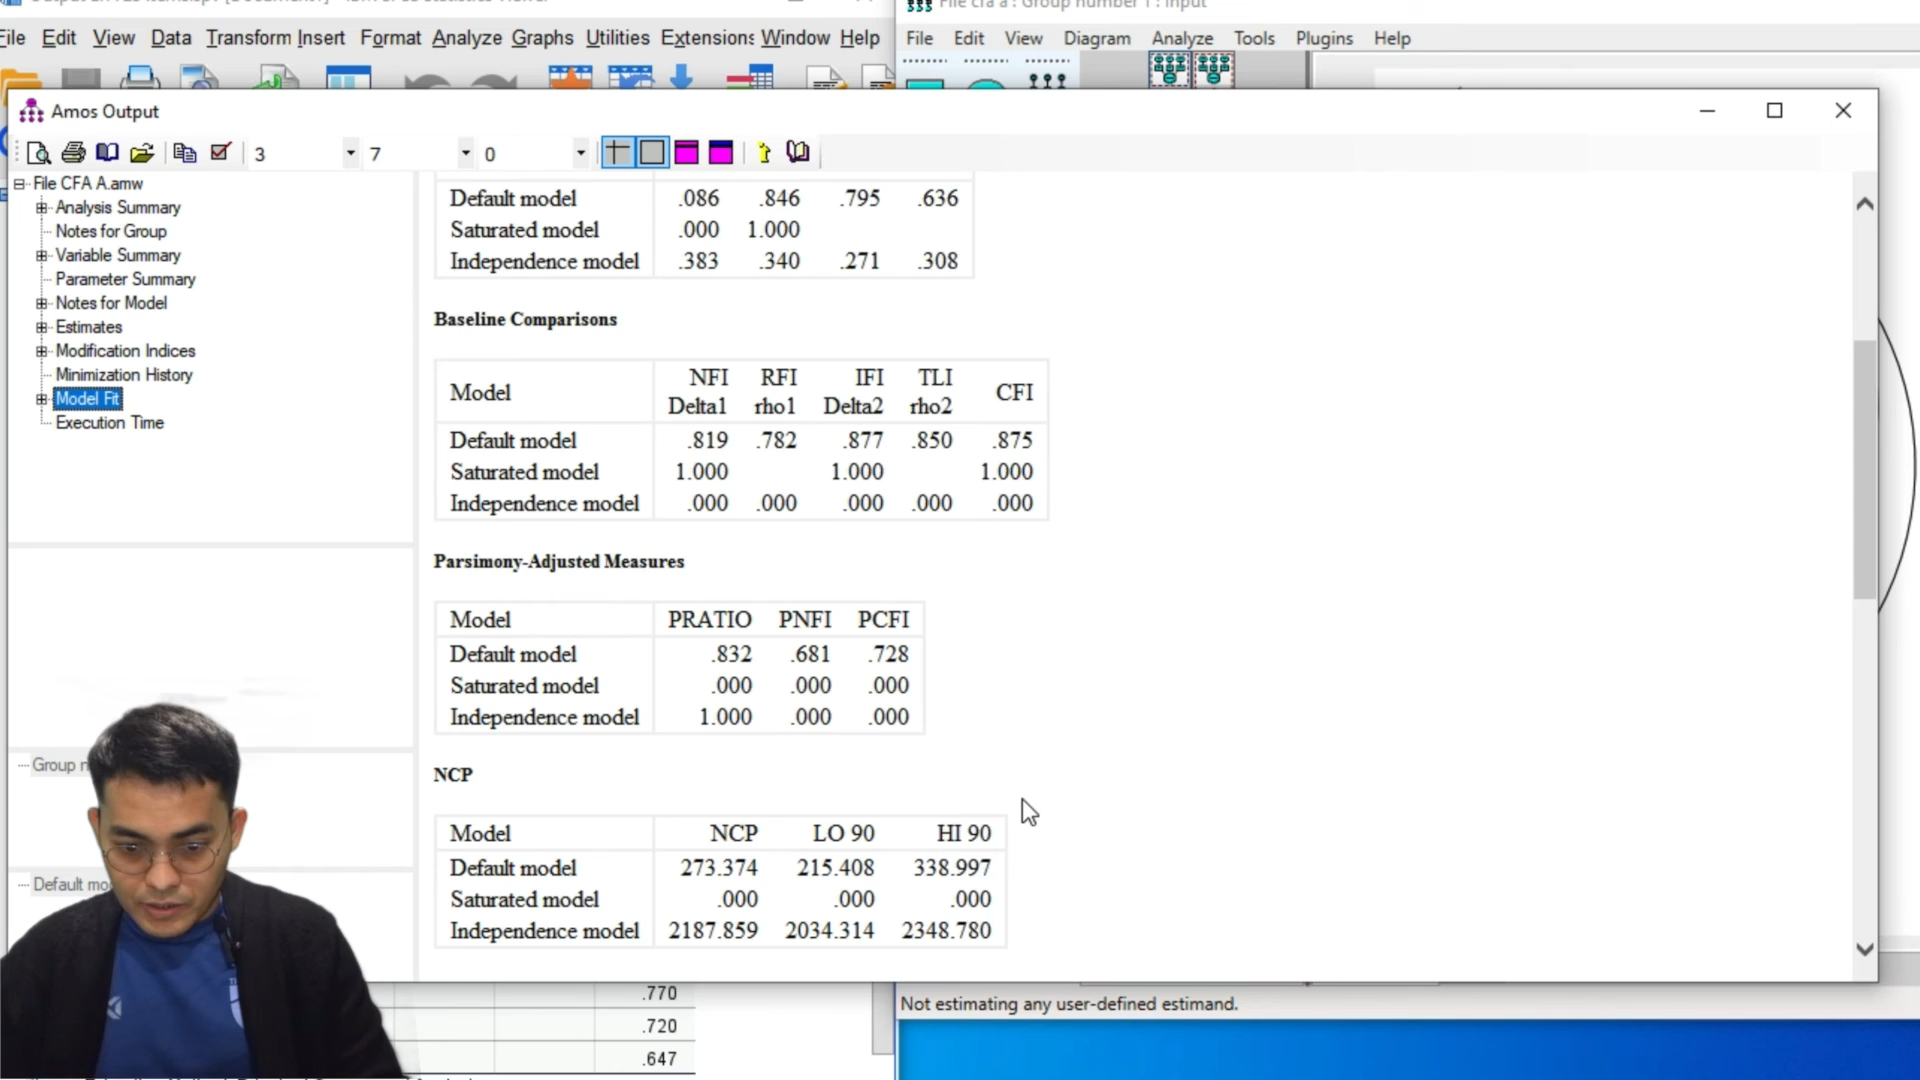 File Edit View Data Transform Insert Format Analyze Graphs Utilities Extensions Window Help
File Edit View Diagram Analyze Tools Plugins Help
Amos Output
3 7 0
File CFA A.amw
Analysis Summary
Notes for Group
Variable Summary
Parameter Summary
Notes for Model
Estimates
Modification Indices
Minimization History
Model Fit
Execution Time
Group
Default
Default model .086 .846 .795 .636
Saturated model .000 1.000
Independence model .383 .340 .271 .308
Baseline Comparisons
Model NFI RFI IFI TLI CFI
Delta1 rho1 Delta2 rho2
Default model .819 .782 .877 .850 .875
Saturated model 1.000 1.000 1.000
Independence model .000 .000 .000 .000 .000
Parsimony-Adjusted Measures
Model PRATIO PNFI PCFI
Default model .832 .681 .728
Saturated model .000 .000 .000
Independence model 1.000 .000 .000
NCP
Model NCP LO 90 HI 90
Default model 273.374 215.408 338.997
Saturated model .000 .000 .000
Independence model 2187.859 2034.314 2348.780
.770
.720
.647
Not estimating any user-defined estimand.